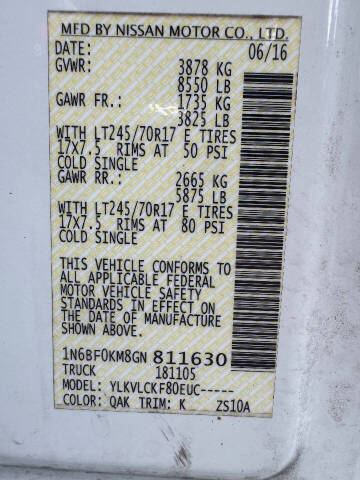 MFD BY NISSAN MOTOR CO., LTD.
DATE: 06/16
GVWR: 3878 KG
8550 LB
GAWR FR.: 1735 KG
3825 LB
WITH LT245/70R17 E TIRES
17X7.5 RIMS AT 50 PSI
COLD SINGLE
GAWR RR.: 2665 KG
5875 LB
WITH LT245/70R17 E TIRES
17X7.5 RIMS AT 80 PSI
COLD SINGLE
THIS VEHICLE CONFORMS TO
ALL APPLICABLE FEDERAL
MOTOR VEHICLE SAFETY
STANDARDS IN EFFECT ON
THE DATE OF MANUFACTURE
SHOWN ABOVE.
1N6BF0KM8GN 811630
TRUCK 181105
MODEL: YLKVLCKF80EUC-----
COLOR: QAK TRIM: K ZS10A